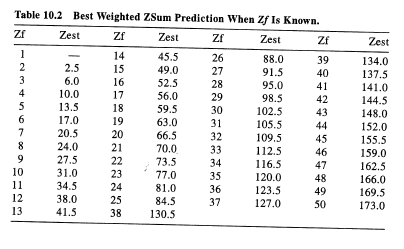 Table 10.2 Best Weighted ZSum Prediction When Zf Is Known.
Zf Zest Zf Zest Zf Zest Zf Zest
1 — 14 45.5 26 88.0 39 134.0
2 2.5 15 49.0 27 91.5 40 137.5
3 6.0 16 52.5 28 95.0 41 141.0
4 10.0 17 56.0 29 98.5 42 144.5
5 13.5 18 59.5 30 102.5 43 148.0
6 17.0 19 63.0 31 105.5 44 152.0
7 20.5 20 66.5 32 109.5 45 155.5
8 24.0 21 70.0 33 112.5 46 159.0
9 27.5 22 73.5 34 116.5 47 162.5
10 31.0 23 77.0 35 120.0 48 166.0
11 34.5 24 81.0 36 123.5 49 169.5
12 38.0 25 84.5 37 127.0 50 173.0
13 41.5 38 130.5